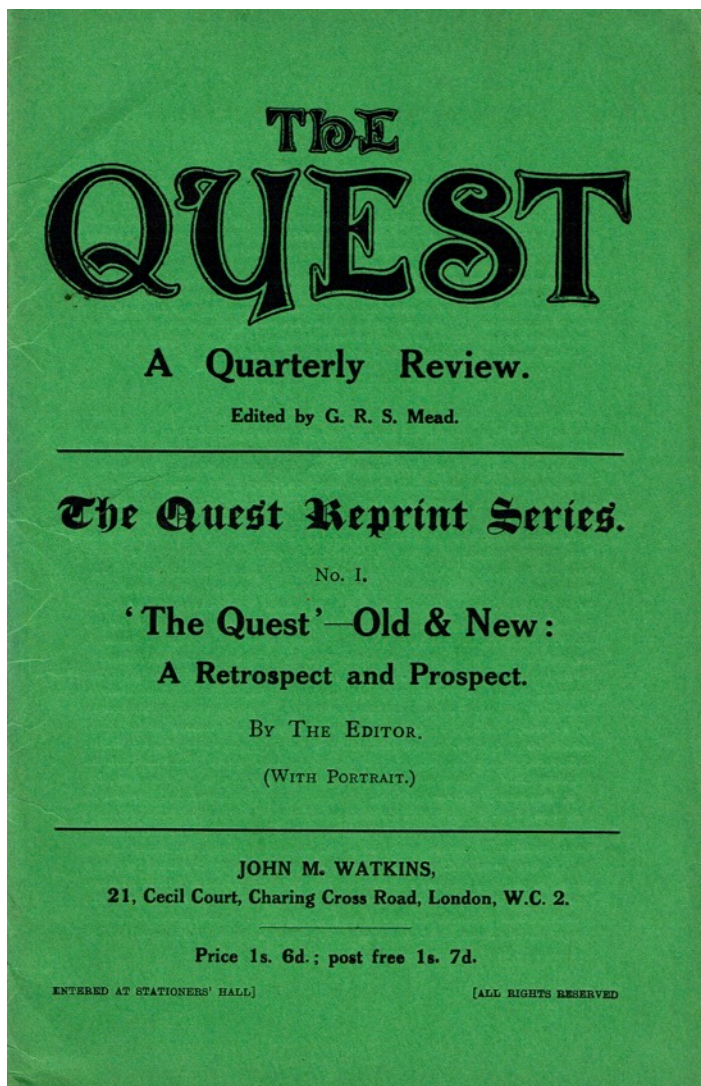 The
QUEST
A Quarterly Review.
Edited by G. R. S. Mead.
The Quest Reprint Series.
No. I.
‘The Quest’—Old & New:
A Retrospect and Prospect.
By The Editor.
(With Portrait.)
JOHN M. WATKINS,
21, Cecil Court, Charing Cross Road, London, W.C. 2.
Price 1s. 6d.; post free 1s. 7d.
ENTERED AT STATIONERS’ HALL] [ALL RIGHTS RESERVED